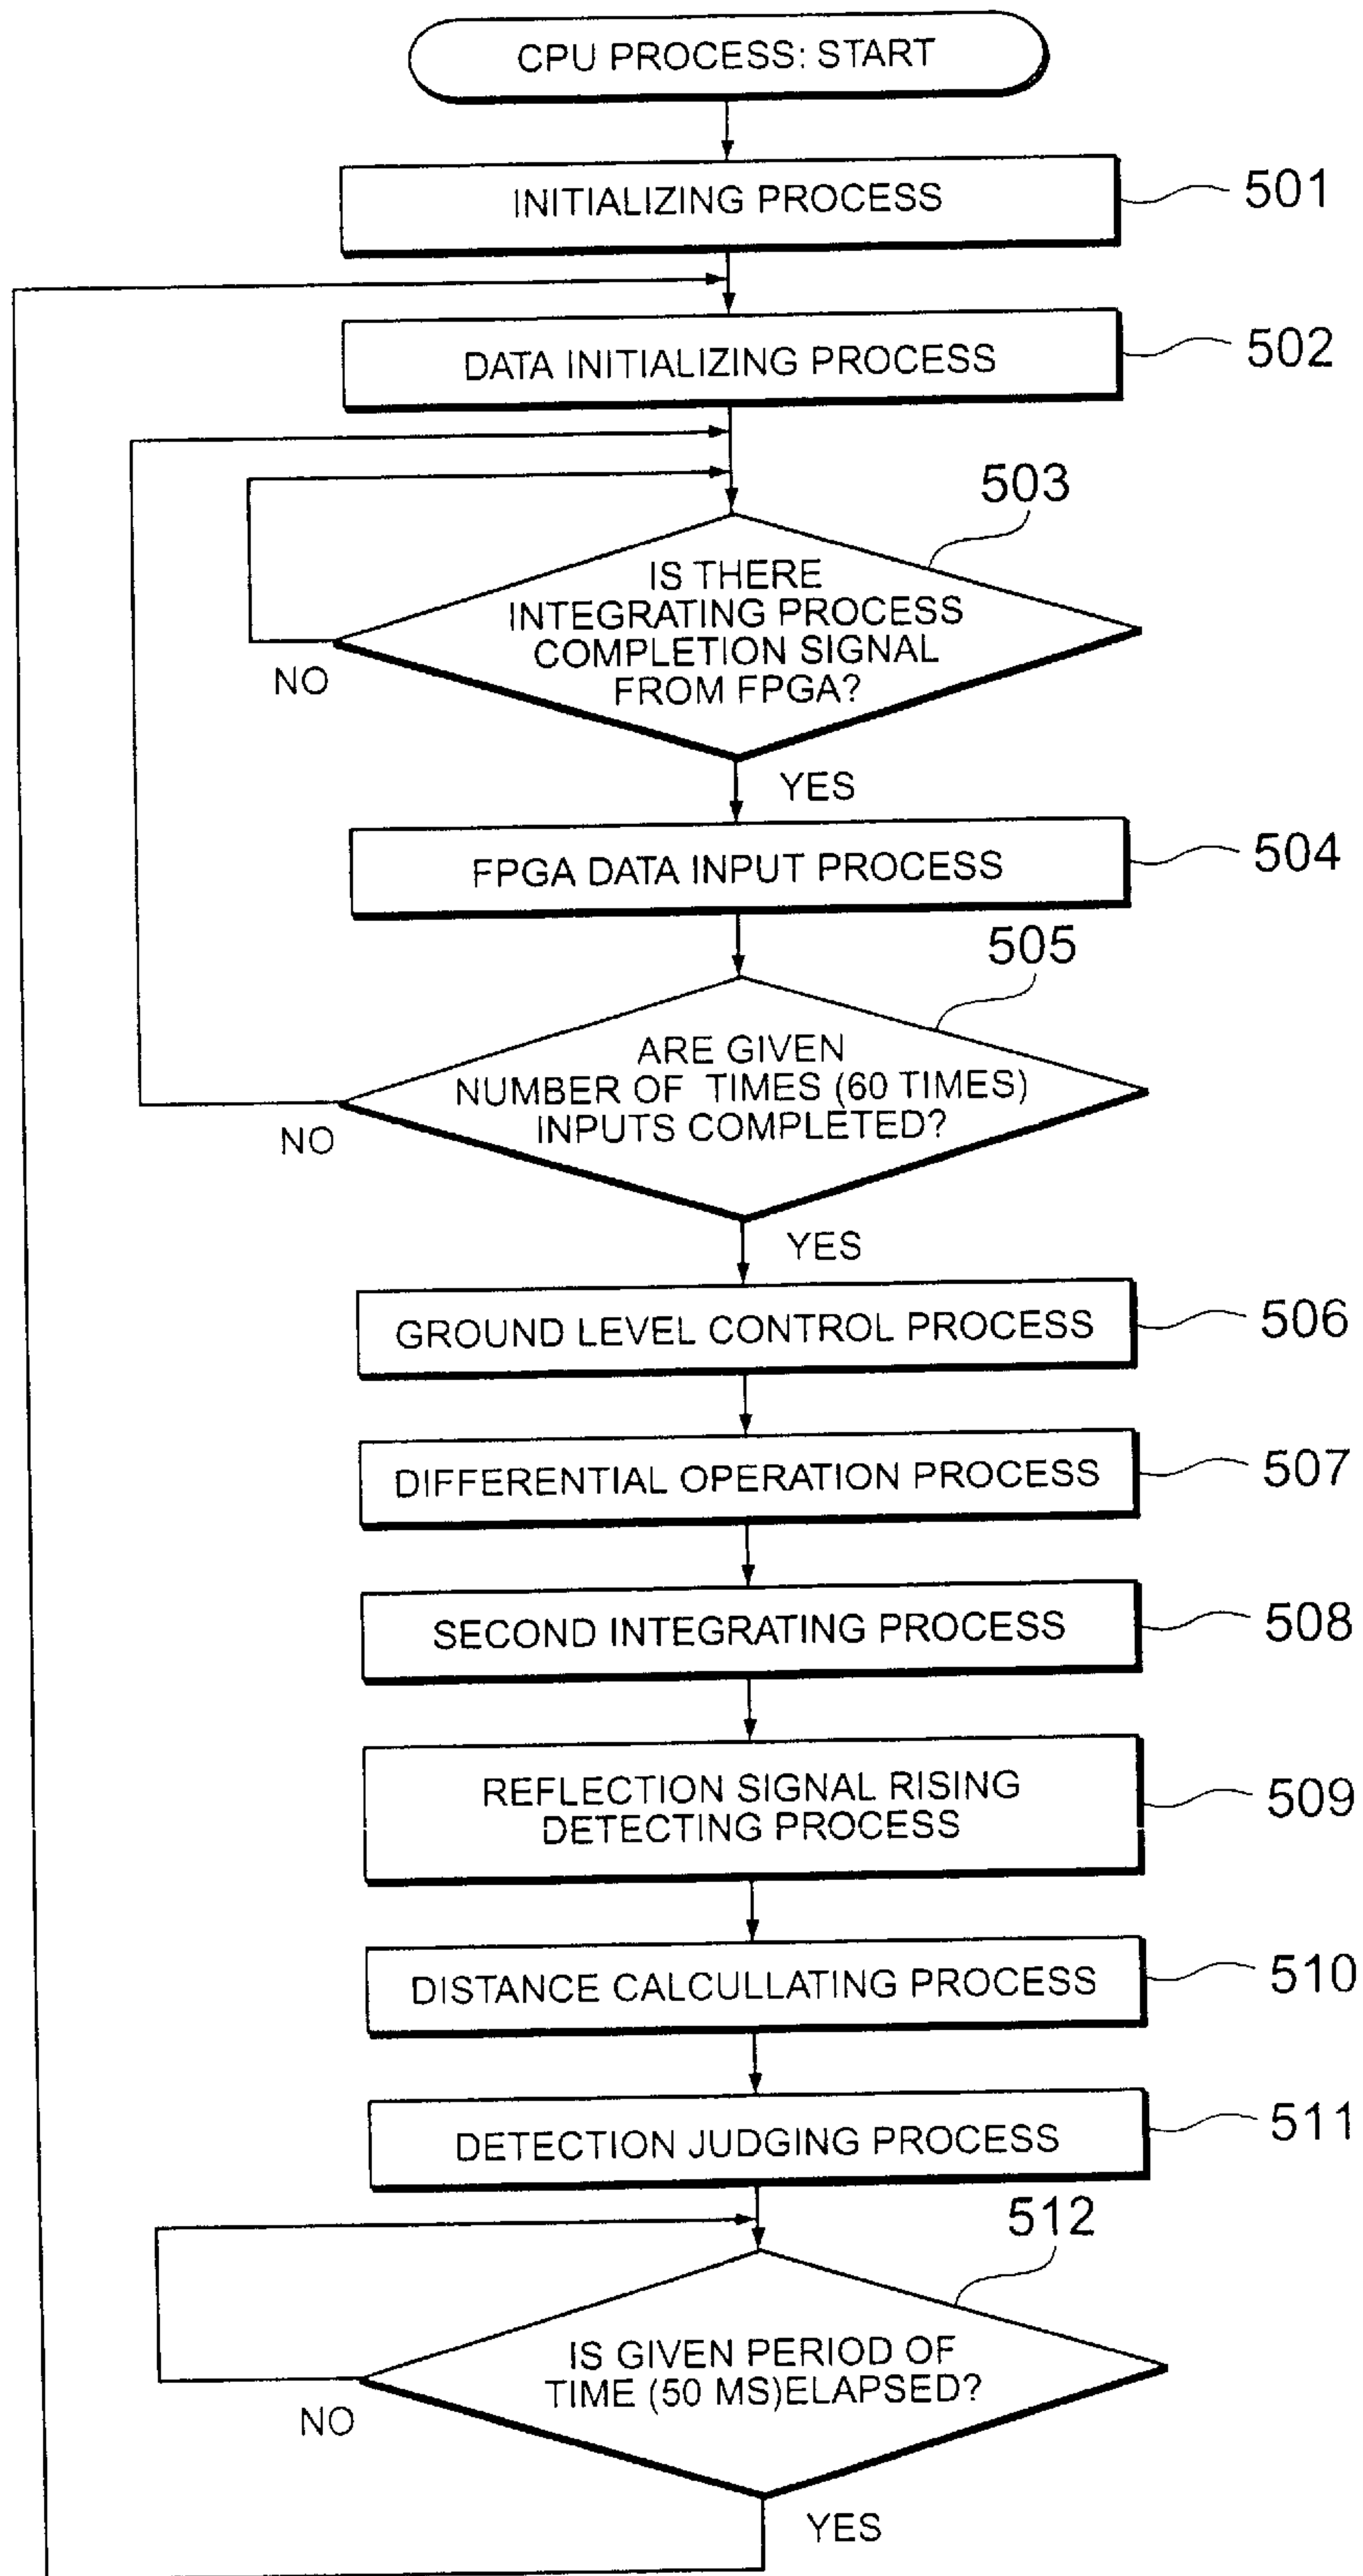 CPU PROCESS: START
INITIALIZING PROCESS
501
DATA INITIALIZING PROCESS
502
503
IS THERE
INTEGRATING PROCESS
COMPLETION SIGNAL
FROM FPGA?
NO
YES
FPGA DATA INPUT PROCESS
504
505
ARE GIVEN
NUMBER OF TIMES (60 TIMES)
INPUTS COMPLETED?
NO
YES
GROUND LEVEL CONTROL PROCESS
506
DIFFERENTIAL OPERATION PROCESS
507
SECOND INTEGRATING PROCESS
508
REFLECTION SIGNAL RISING
DETECTING PROCESS
509
DISTANCE CALCULLATING PROCESS
510
DETECTION JUDGING PROCESS
511
512
IS GIVEN PERIOD OF
TIME (50 MS)ELAPSED?
NO
YES